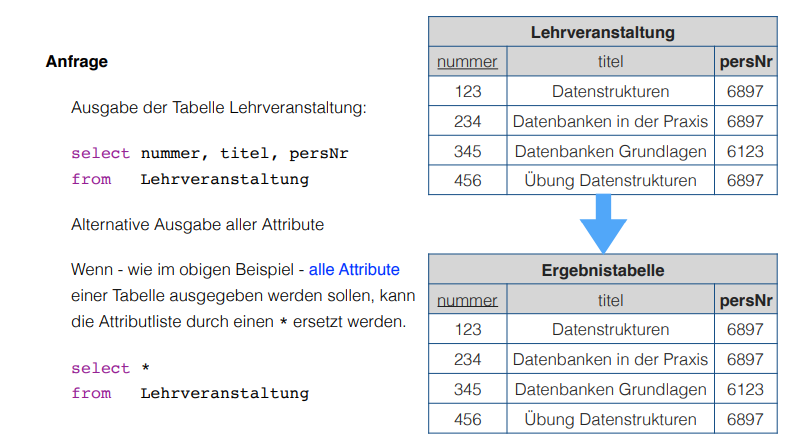 Anfrage
Ausgabe der Tabelle Lehrveranstaltung:
select nummer, titel, persNr
from Lehrveranstaltung
Alternative Ausgabe aller Attribute
Wenn - wie im obigen Beispiel - alle Attribute
einer Tabelle ausgegeben werden sollen, kann
die Attributliste durch einen * ersetzt werden.
select *
from Lehrveranstaltung
Lehrveranstaltung
nummer titel persNr
123 Datenstrukturen 6897
234 Datenbanken in der Praxis 6897
345 Datenbanken Grundlagen 6123
456 Übung Datenstrukturen 6897
Ergebnistabelle
nummer titel persNr
123 Datenstrukturen 6897
234 Datenbanken in der Praxis 6897
345 Datenbanken Grundlagen 6123
456 Übung Datenstrukturen 6897